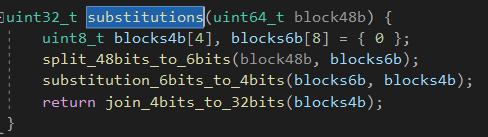 uint32_t substitutions(uint64_t block48b) {
uint8_t blocks4b[4], blocks6b[8] = { 0 };
split_48bits_to_6bits(block48b, blocks6b);
substitution_6bits_to_4bits(blocks6b, blocks4b);
return join_4bits_to_32bits(blocks4b);
}